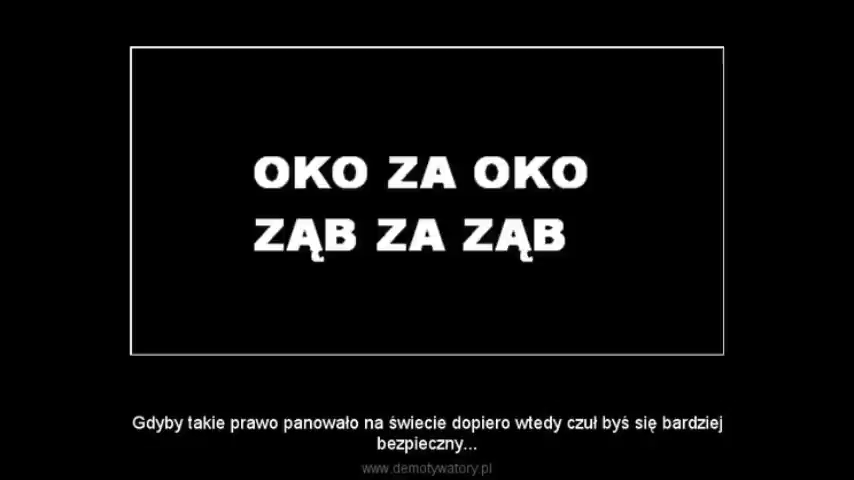 OKO ZA OKO
ZĄB ZA ZĄB
Gdyby takie prawo panowało na świecie dopiero wtedy czuł byś się bardziej
bezpieczny...
www.demotywatory.pl